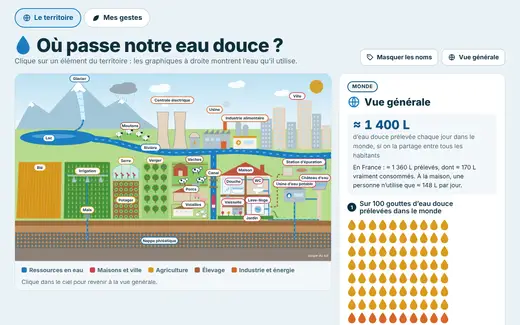 Le territoire
Mes gestes
Où passe notre eau douce ?
Clique sur un élément du territoire : les graphiques à droite montrent l'eau qu'il utilise.
Masquer les noms
Vue générale
Glacier
Centrale électrique
Usine
Ville
Industrie alimentaire
Moutons
Lac
Rivière
Station d'épuration
Blé
Irrigation
Serre
Verger
Vaches
Canal
Maison
Château d'eau
Douche
WC
Usine d'eau potable
Porcs
Maïs
Potager
Volailles
Vaisselle
Lave-linge
Jardin
Nappe phréatique
Ressources en eau
Maisons et ville
Agriculture
Élevage
Industrie et énergie
Clique dans le ciel pour revenir à la vue générale.
MONDE
Vue générale
≈ 1 400 L
d'eau douce prélevée chaque jour dans le
monde, si on la partage entre tous les
habitants
En France : ≈ 1 360 L prélevés, dont ≈ 170 L
vraiment consommés. À la maison, une
personne n'utilise que ≈ 148 L par jour.
1
Sur 100 gouttes d'eau douce
prélevées dans le monde